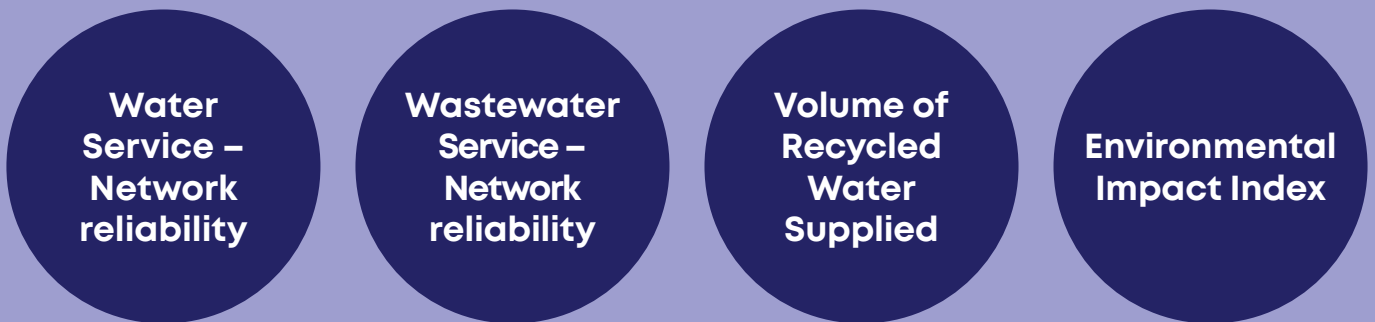 Water
Service –
Network
reliability
Wastewater
Service –
Network
reliability
Volume of
Recycled
Water
Supplied
Environmental
Impact Index